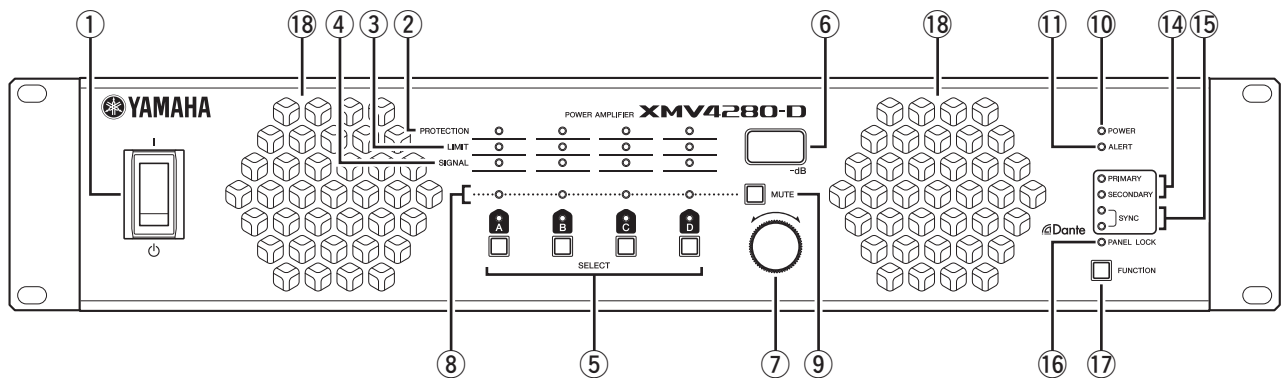 ① ⑱ ④ ③ ② ⑥ ⑱ ⑪ ⑩ ⑭ ⑮
YAMAHA
POWER AMPLIFIER XMV4280-D
PROTECTION
LIMIT
SIGNAL
-dB
MUTE
A B C D
SELECT
POWER
ALERT
PRIMARY
SECONDARY
SYNC
Dante
PANEL LOCK
FUNCTION
I
⑧ ⑤ ⑦ ⑨ ⑯ ⑰